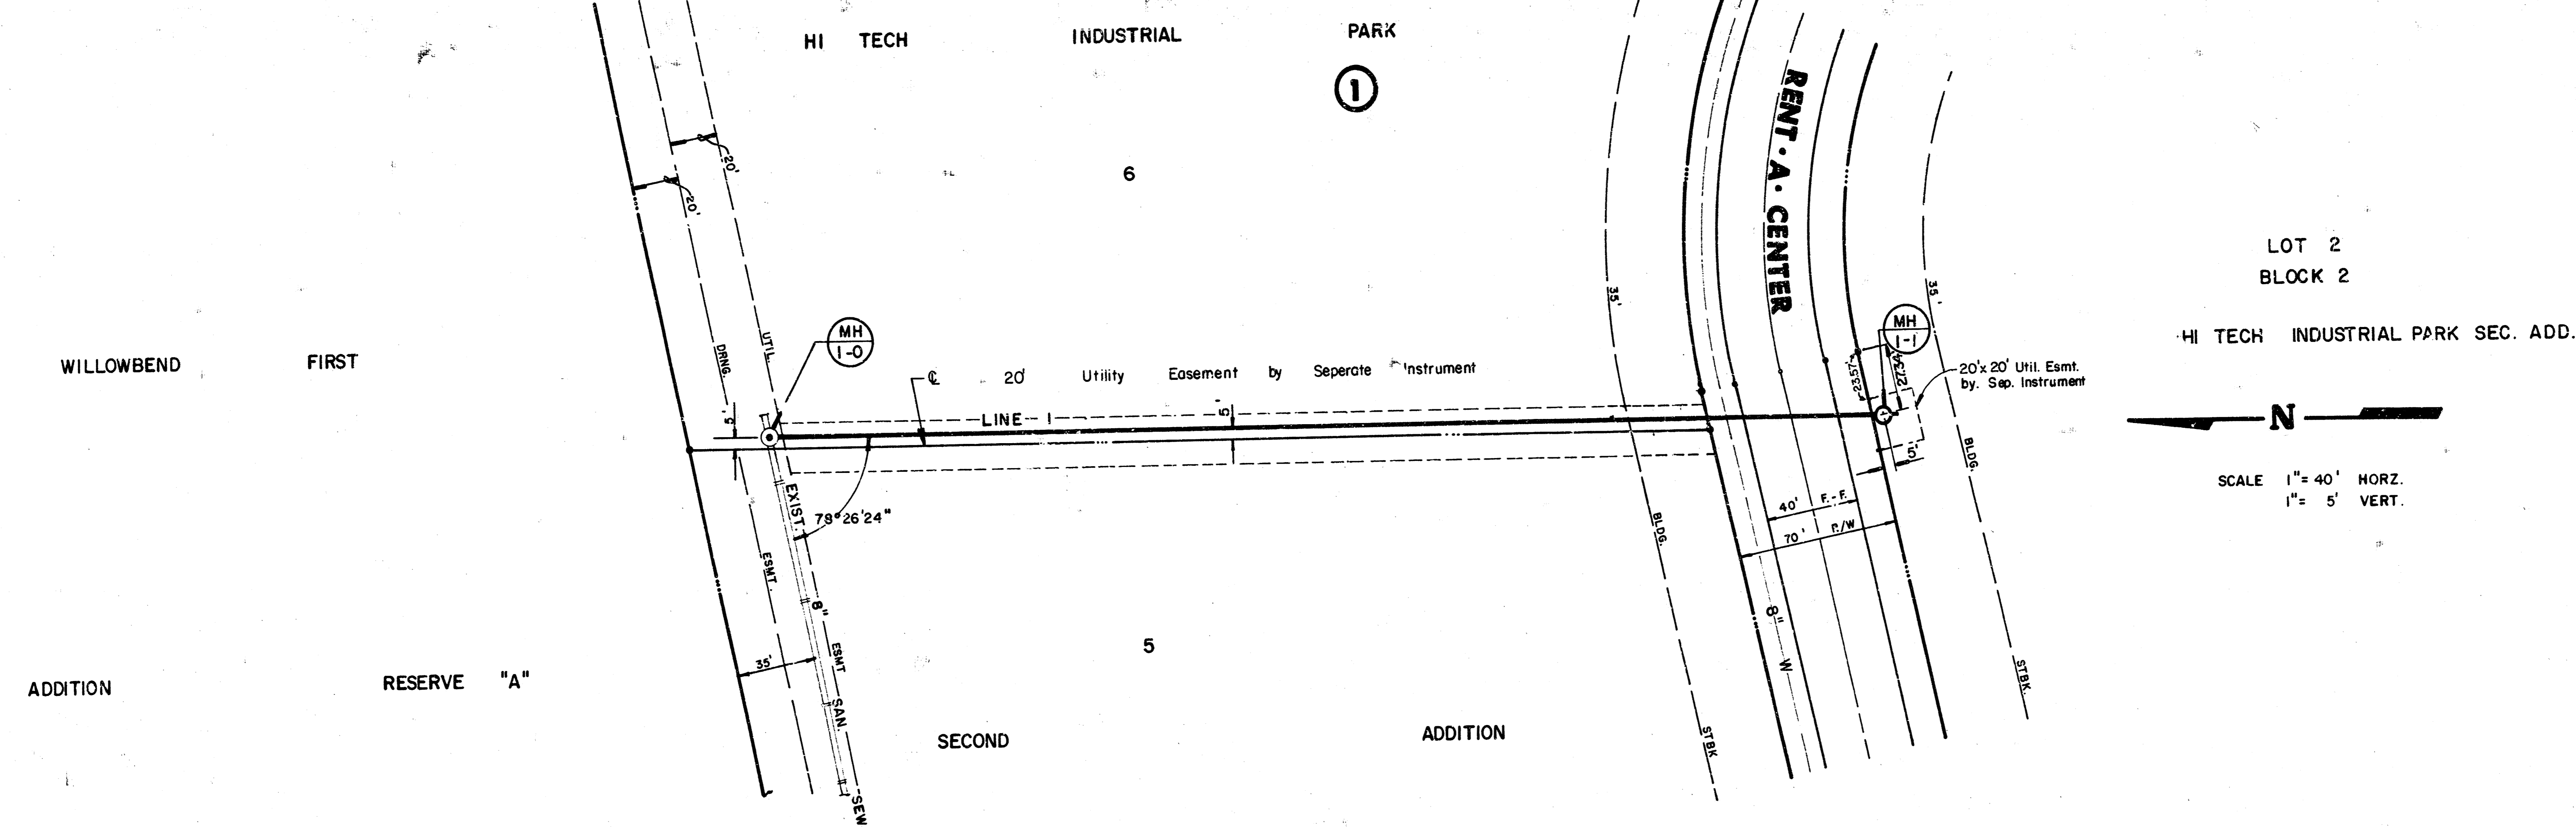 HI TECH INDUSTRIAL PARK
1
20'
20'
6
RENT·A·CENTER
LOT 2
BLOCK 2
HI TECH INDUSTRIAL PARK SEC. ADD.
35'
35'
MH
1-0
MH
1-1
UTIL.
DRNG.
WILLOWBEND FIRST
℄ 20' Utility Easement by Seperate Instrument
23.57'
27.34'
20'x 20' Util. Esmt.
by. Sep. Instrument
5'
LINE 1
5'
N
5'
BLDG.
SCALE 1"= 40' HORZ.
1"= 5' VERT.
EXIST.
78°26'24"
BLDG.
40' F.-F.
70' R/W
ESMT.
8"
8" W
35'
ESMT
5
ADDITION RESERVE "A"
SAN.
STBK.
SECOND ADDITION
STBK
SEW